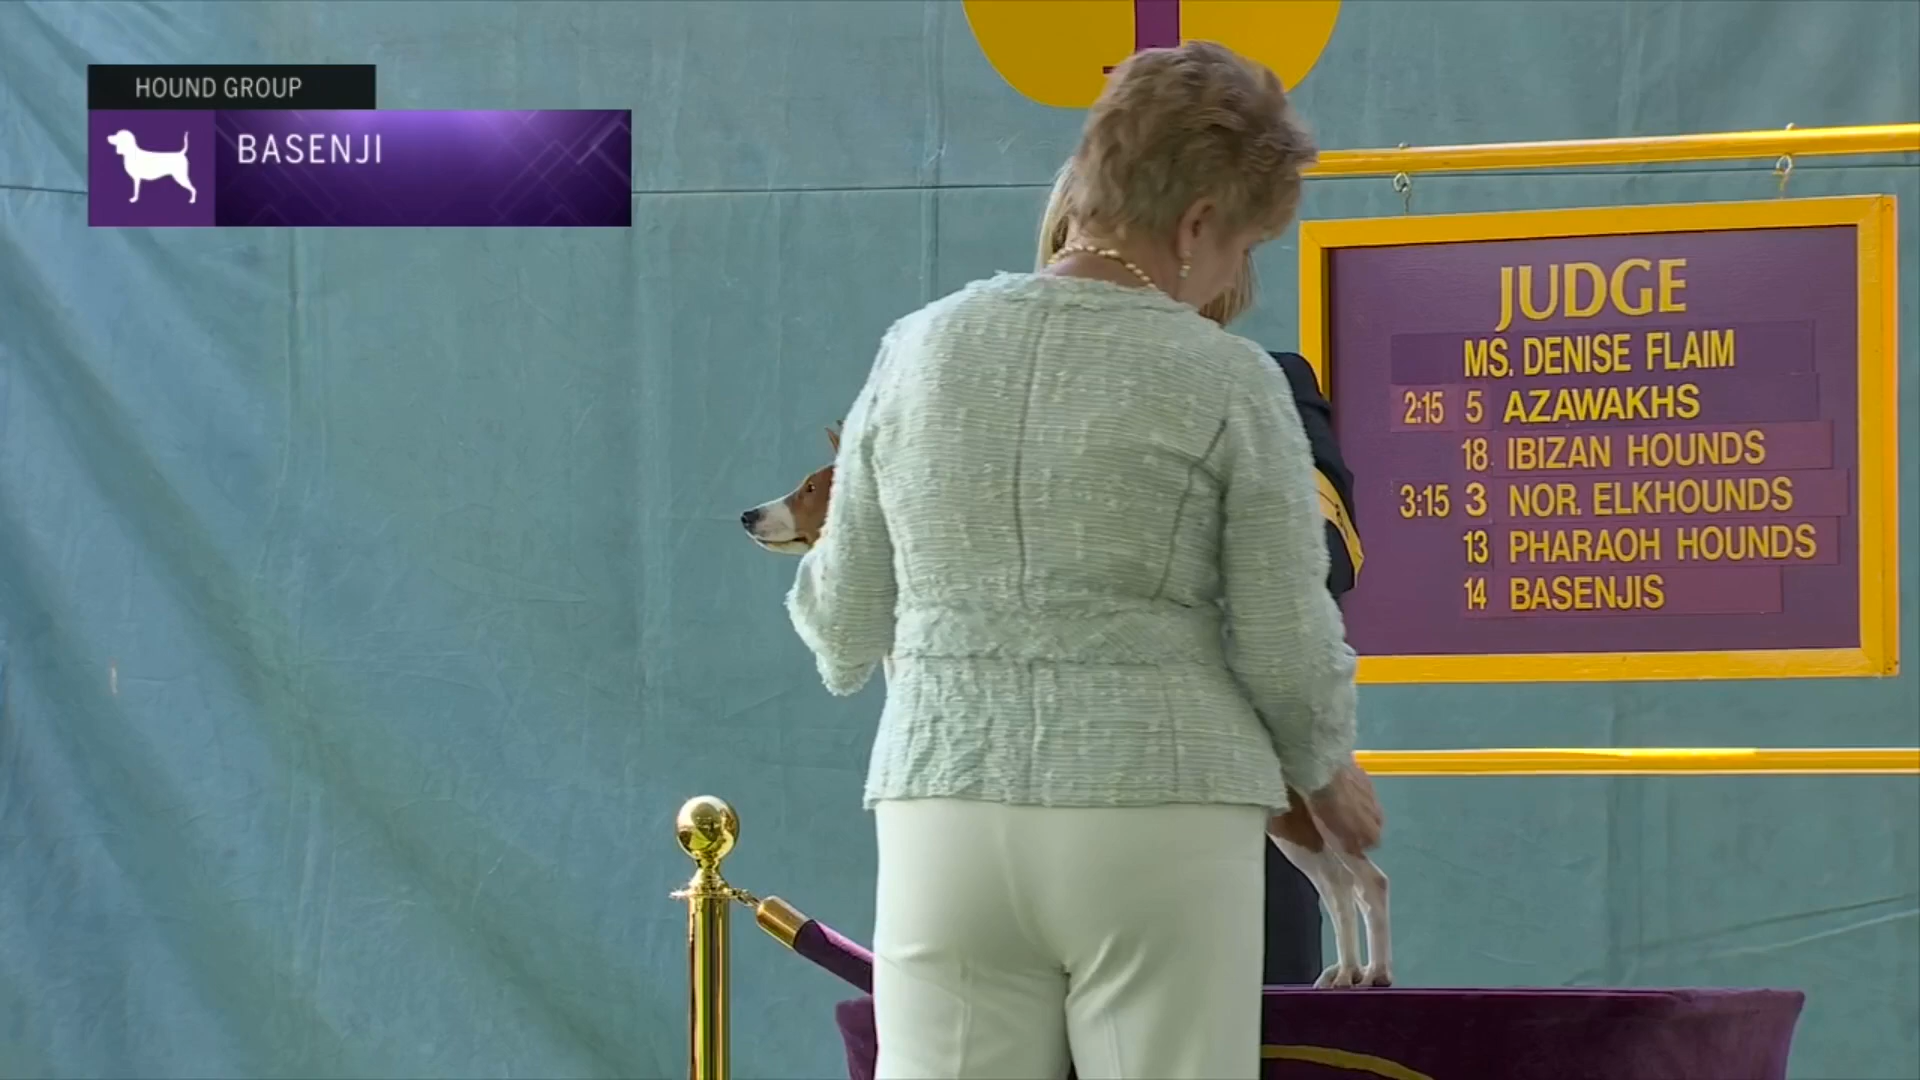 HOUND GROUP
BASENJI
JUDGE
MS. DENISE FLAIM
2:15 5 AZAWAKHS
18 IBIZAN HOUNDS
3:15 3 NOR. ELKHOUNDS
13 PHARAOH HOUNDS
14 BASENJIS